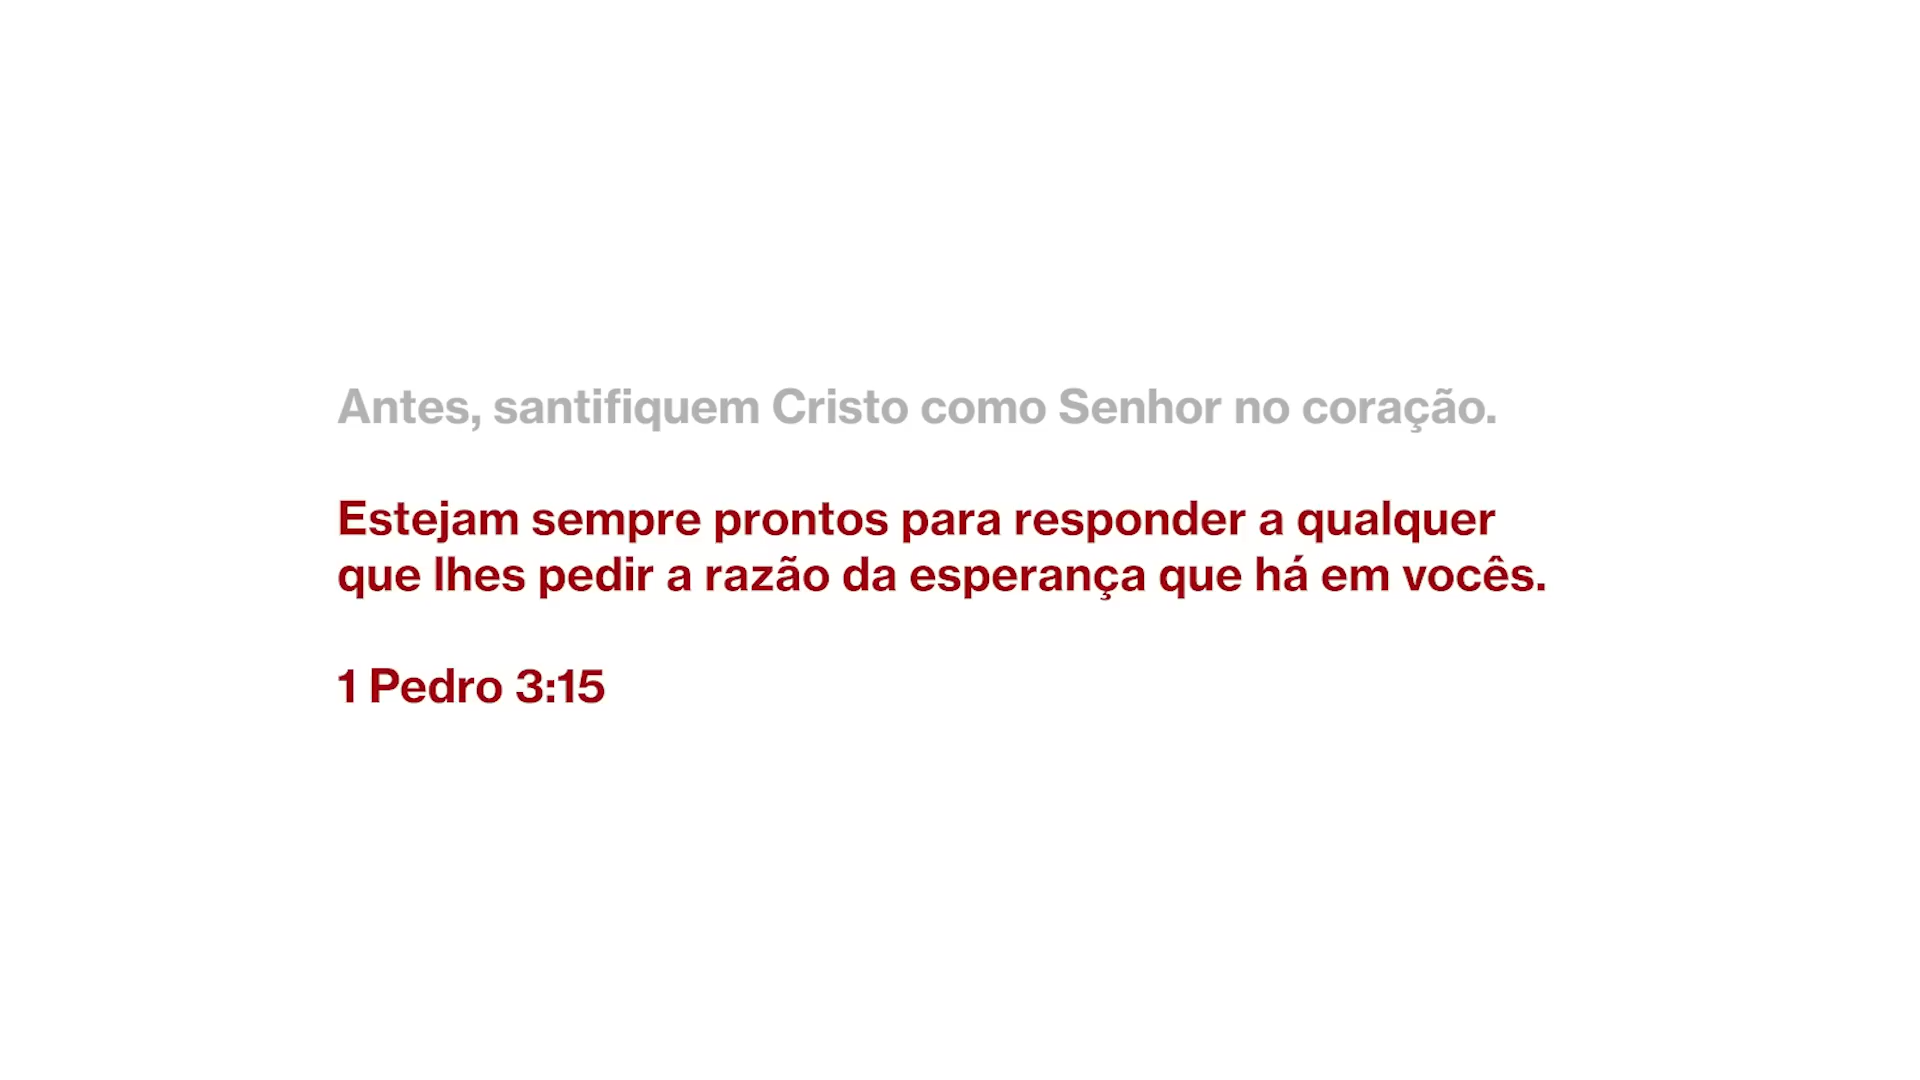 Antes, santifiquem Cristo como Senhor no coração.
Estejam sempre prontos para responder a qualquer
que lhes pedir a razão da esperança que há em vocês.
1 Pedro 3:15